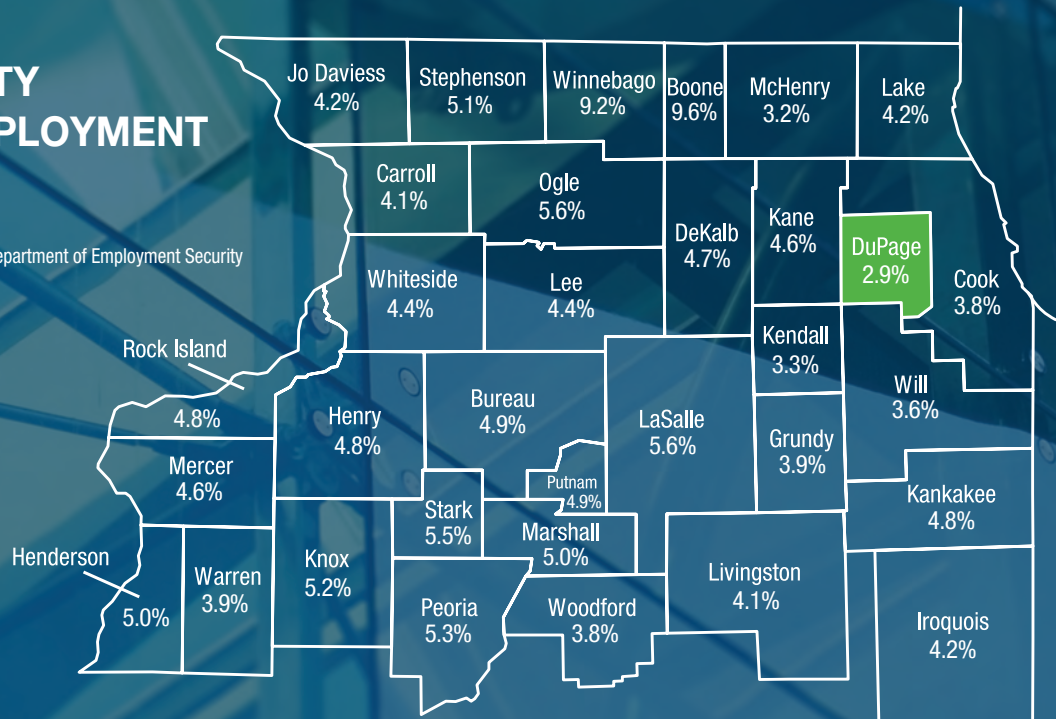 TY
PLOYMENT
epartment of Employment Security
Jo Daviess
4.2%
Stephenson
5.1%
Winnebago
9.2%
Boone
9.6%
McHenry
3.2%
Lake
4.2%
Carroll
4.1%
Ogle
5.6%
DeKalb
4.7%
Kane
4.6%
DuPage
2.9%
Cook
3.8%
Whiteside
4.4%
Lee
4.4%
Kendall
3.3%
Will
3.6%
Rock Island
4.8%
Henry
4.8%
Bureau
4.9%
LaSalle
5.6%
Grundy
3.9%
Mercer
4.6%
Putnam
4.9%
Kankakee
4.8%
Stark
5.5%
Marshall
5.0%
Henderson
5.0%
Warren
3.9%
Knox
5.2%
Peoria
5.3%
Woodford
3.8%
Livingston
4.1%
Iroquois
4.2%